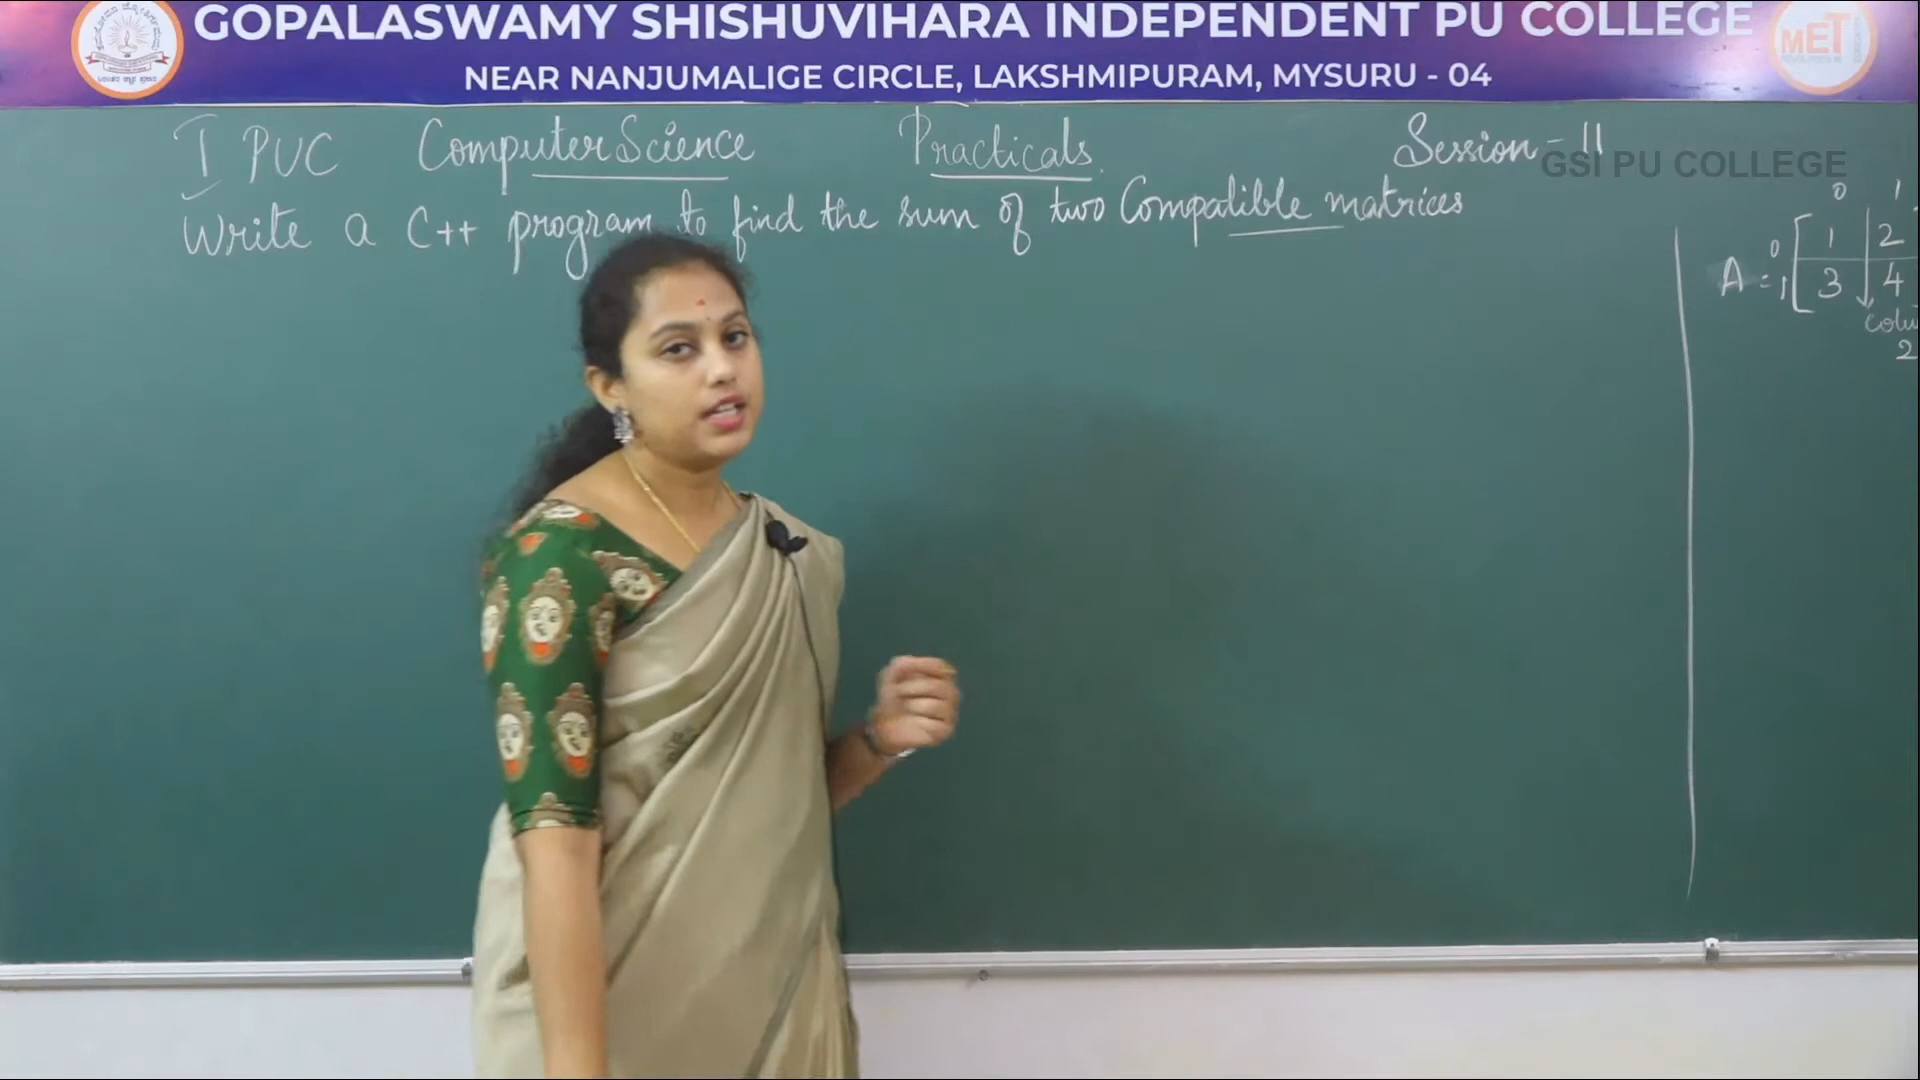 GOPALASWAMY SHISHUVIHARA INDEPENDENT PU COLLEGE
MET
NEAR NANJUMALIGE CIRCLE, LAKSHMIPURAM, MYSURU - 04
I PUC Computer Science Practicals Session - 11
GSI PU COLLEGE
Write a C++ program to find the sum of two Compatible matrices
0 1
0 1 2
A = 1 3 4
2